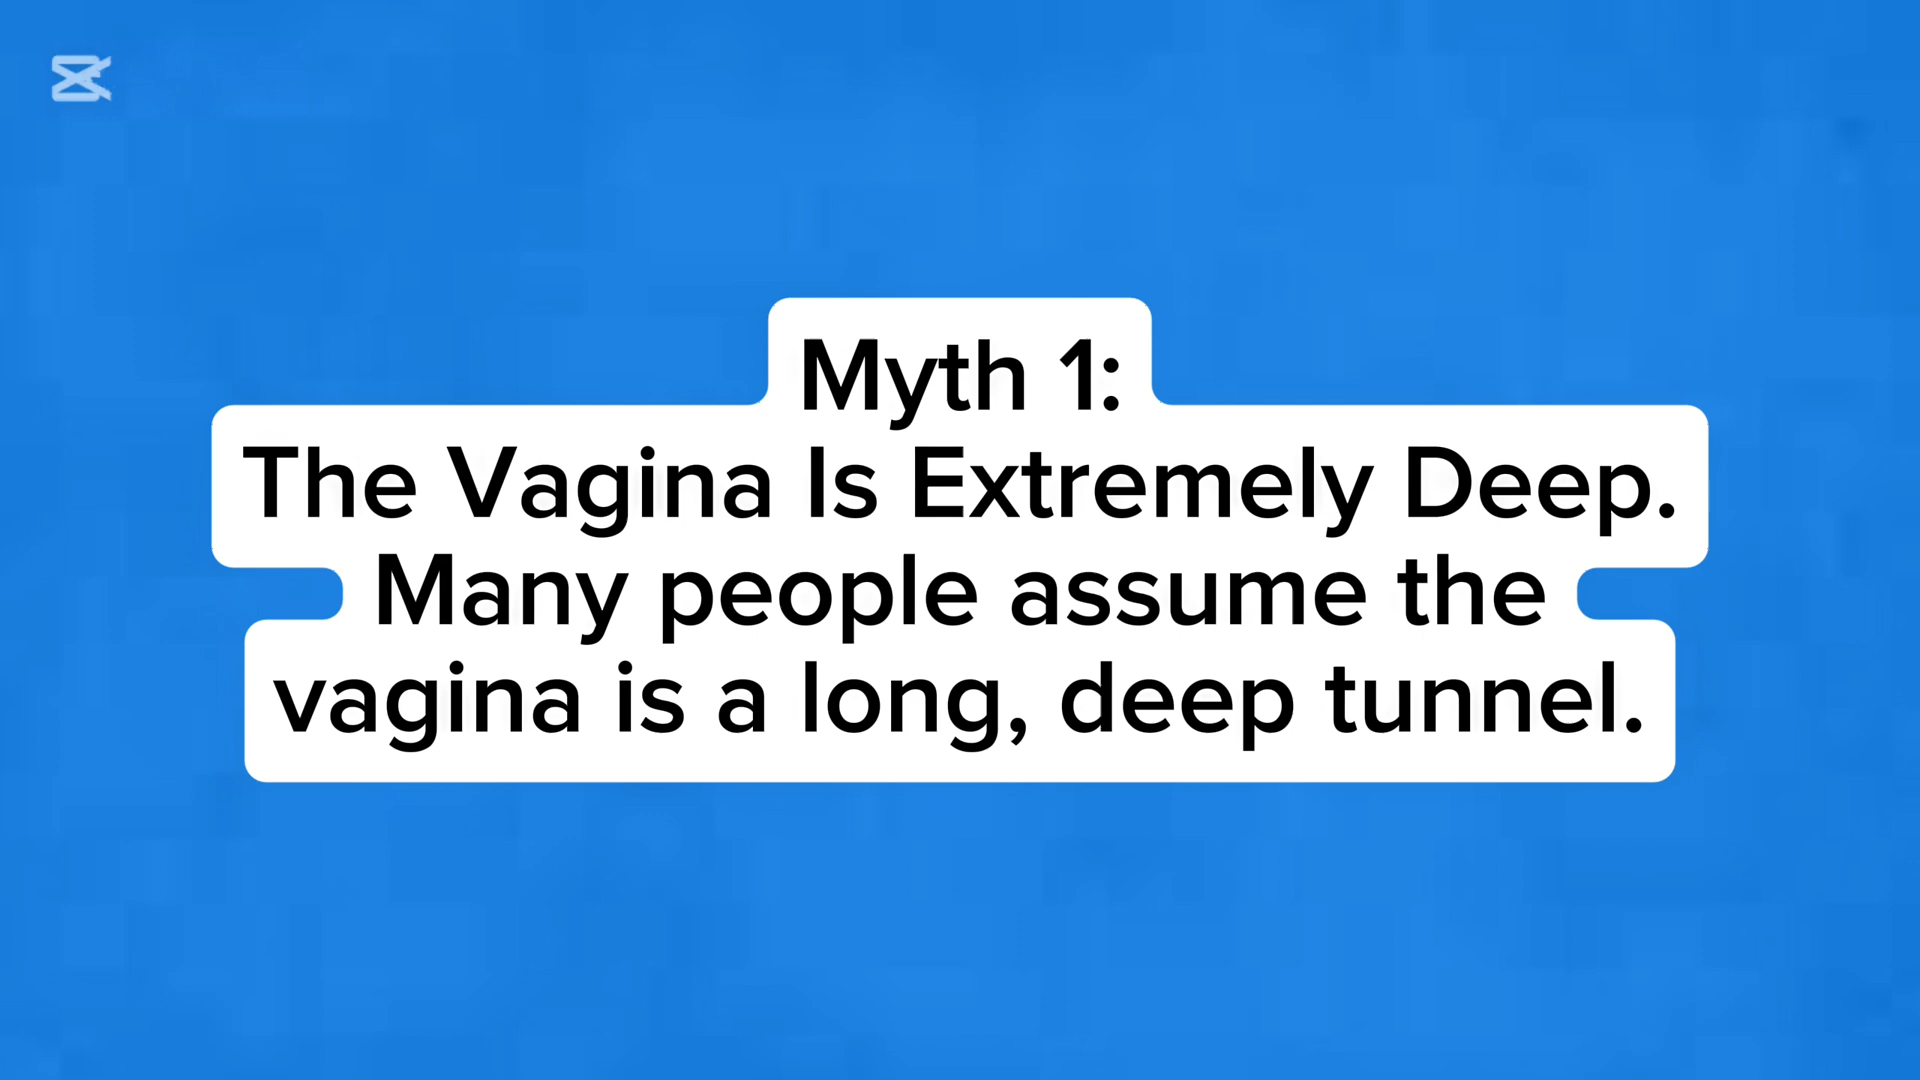 Myth 1:
The Vagina Is Extremely Deep.
Many people assume the
vagina is a long, deep tunnel.